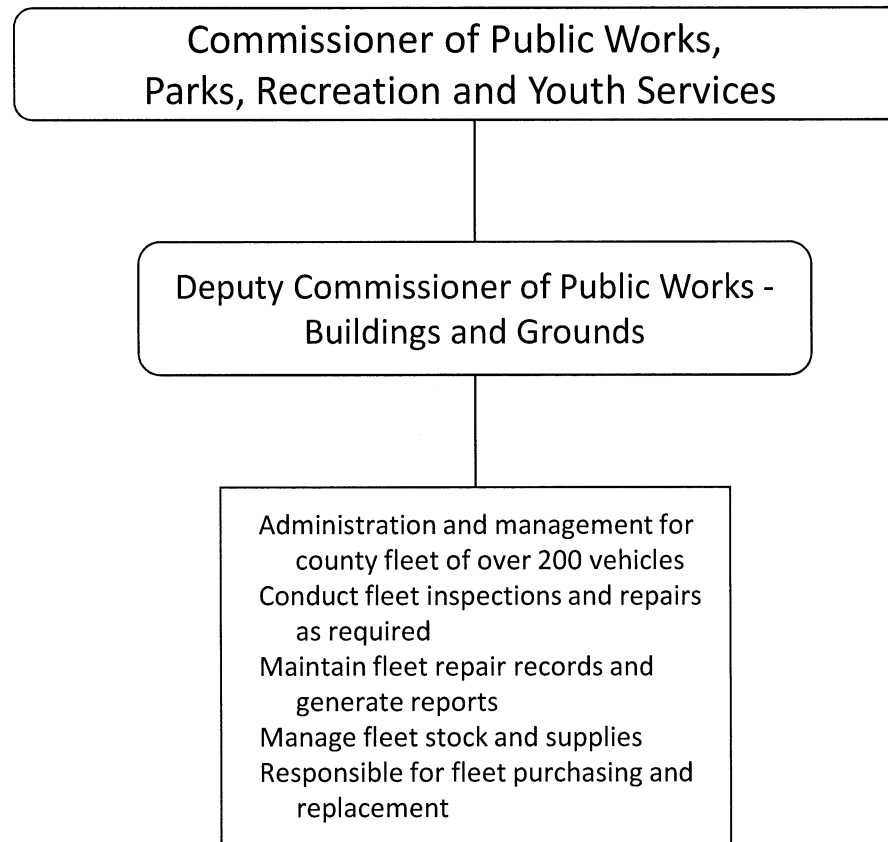 Commissioner of Public Works,
Parks, Recreation and Youth Services
Deputy Commissioner of Public Works -
Buildings and Grounds
Administration and management for
county fleet of over 200 vehicles
Conduct fleet inspections and repairs
as required
Maintain fleet repair records and
generate reports
Manage fleet stock and supplies
Responsible for fleet purchasing and
replacement